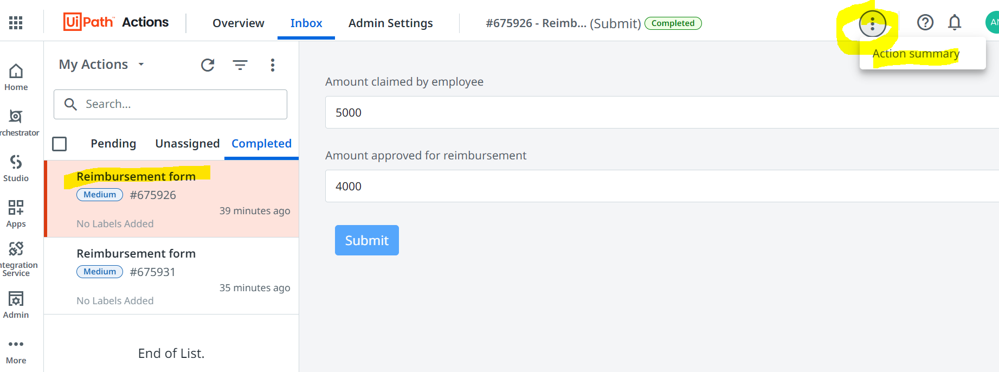 UiPath™ Actions
Overview
Inbox
Admin Settings
#675926 - Reimb... (Submit)
Completed
AN
Action summary
Home
rchestrator
Studio
Apps
ntegration
Service
Admin
More
My Actions
Search...
Pending
Unassigned
Completed
Reimbursement form
Medium #675926
39 minutes ago
No Labels Added
Reimbursement form
Medium #675931
35 minutes ago
No Labels Added
End of List.
Amount claimed by employee
5000
Amount approved for reimbursement
4000
Submit